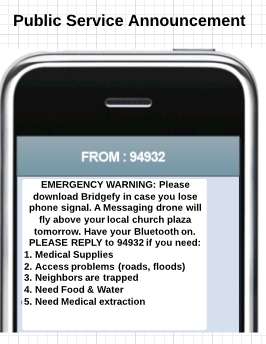 Public Service Announcement
FROM : 94932
EMERGENCY WARNING: Please
download Bridgefy in case you lose
phone signal. A Messaging drone will
fly above your local church plaza
tomorrow. Have your Bluetooth on.
PLEASE REPLY to 94932 if you need:
1. Medical Supplies
2. Access problems (roads, floods)
3. Neighbors are trapped
4. Need Food & Water
5. Need Medical extraction